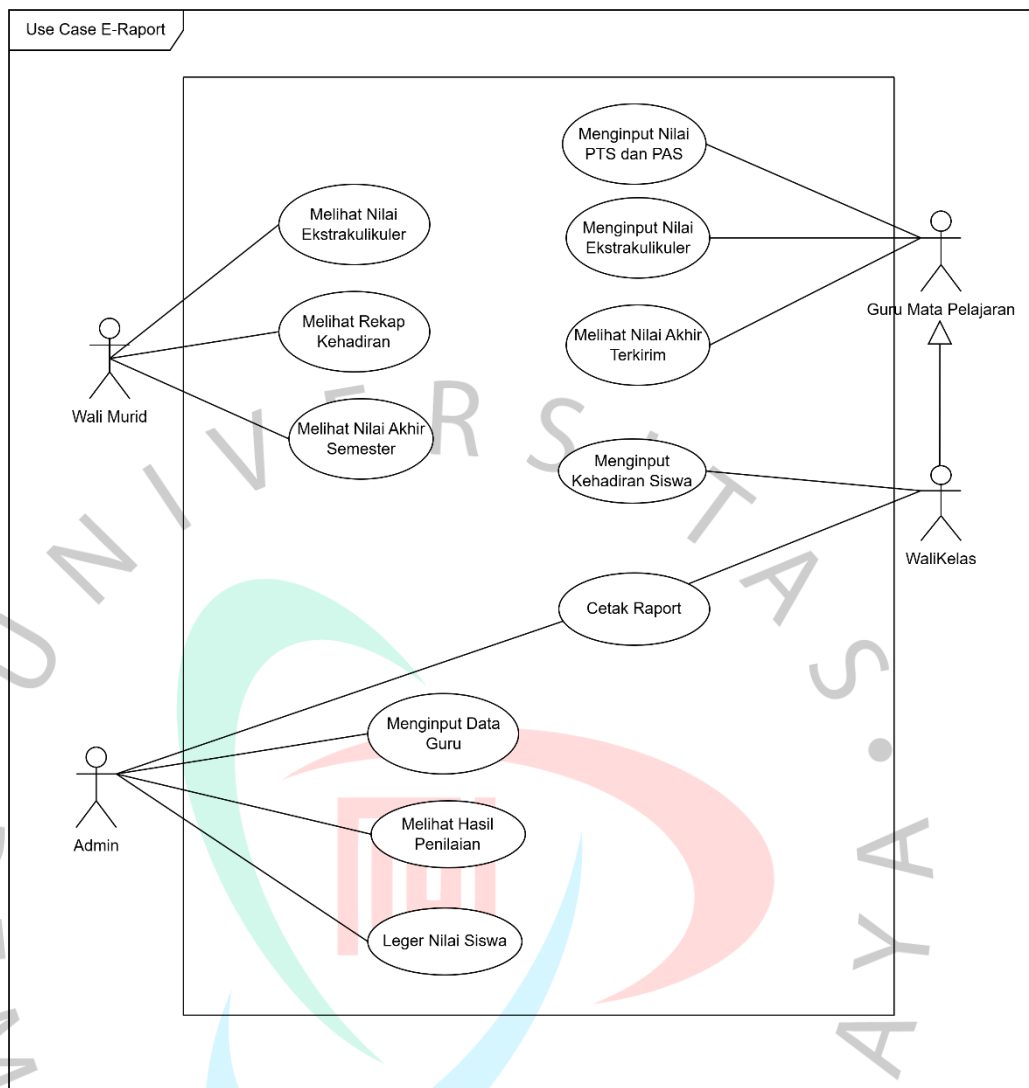 Use Case E-Raport
Menginput Nilai
PTS dan PAS
Melihat Nilai
Ekstrakulikuler
Menginput Nilai
Ekstrakulikuler
Guru Mata Pelajaran
Melihat Rekap
Kehadiran
Melihat Nilai Akhir
Terkirim
Wali Murid
Melihat Nilai Akhir
Semester
Menginput
Kehadiran Siswa
WaliKelas
Cetak Raport
Menginput Data
Guru
Melihat Hasil
Penilaian
Admin
Leger Nilai Siswa
UNIVERSITAS